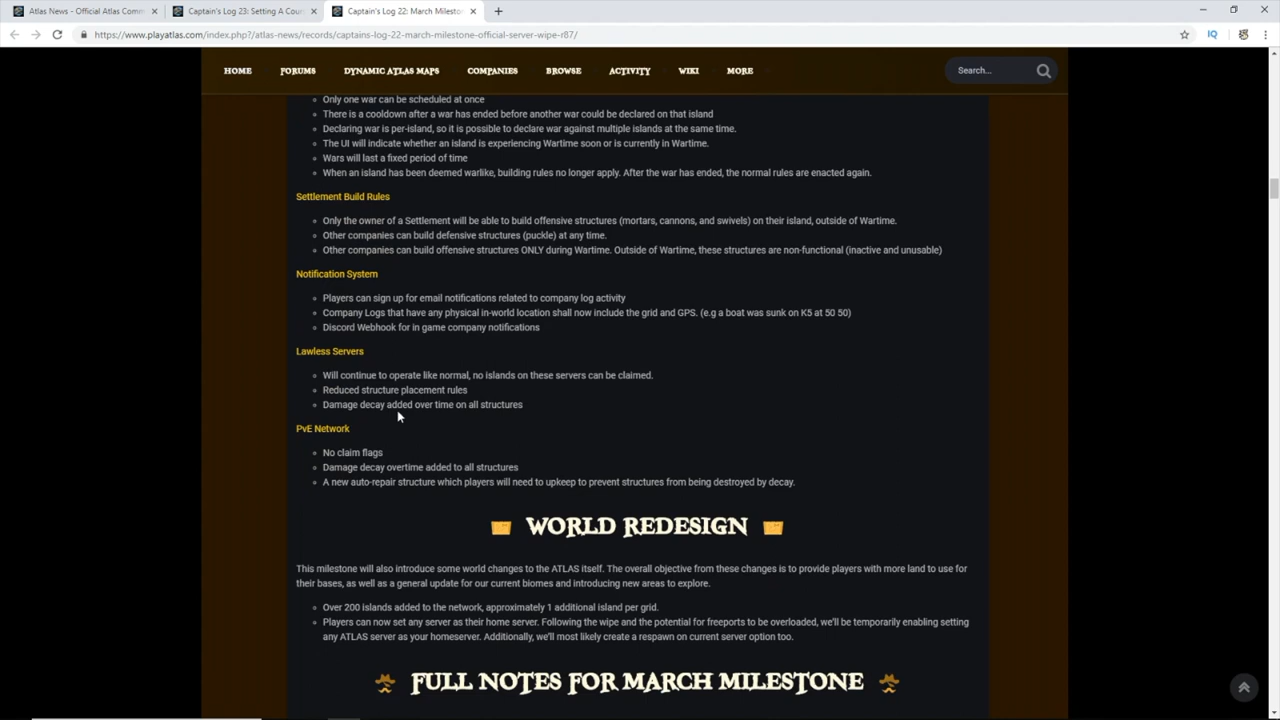 Atlas News - Official Atlas Comm
Captain's Log 23: Setting A Cour
Captain's Log 22: March Mileston
https://www.playatlas.com/index.php?/atlas-news/records/captains-log-22-march-milestone-official-server-wipe-r87/
HOME FORUMS DYNAMIC ATLAS MAPS COMPANIES BROWSE ACTIVITY WIKI MORE Search...
Only one war can be scheduled at once
There is a cooldown after a war has ended before another war could be declared on that island
Declaring war is per-island, so it is possible to declare war against multiple islands at the same time.
The UI will indicate whether an island is experiencing Wartime soon or is currently in Wartime.
Wars will last a fixed period of time
When an island has been deemed warlike, building rules no longer apply. After the war has ended, the normal rules are enacted again.
Settlement Build Rules
Only the owner of a Settlement will be able to build offensive structures (mortars, cannons, and swivels) on their island, outside of Wartime.
Other companies can build defensive structures (puckle) at any time.
Other companies can build offensive structures ONLY during Wartime. Outside of Wartime, these structures are non-functional (inactive and unusable)
Notification System
Players can sign up for email notifications related to company log activity
Company Logs that have any physical in-world location shall now include the grid and GPS. (e.g a boat was sunk on K5 at 50 50)
Discord Webhook for in game company notifications
Lawless Servers
Will continue to operate like normal, no islands on these servers can be claimed.
Reduced structure placement rules
Damage decay added over time on all structures
PvE Network
No claim flags
Damage decay overtime added to all structures
A new auto-repair structure which players will need to upkeep to prevent structures from being destroyed by decay.
WORLD REDESIGN
This milestone will also introduce some world changes to the ATLAS itself. The overall objective from these changes is to provide players with more land to use for
their bases, as well as a general update for our current biomes and introducing new areas to explore.
Over 200 islands added to the network, approximately 1 additional island per grid.
Players can now set any server as their home server. Following the wipe and the potential for freeports to be overloaded, we'll be temporarily enabling setting
any ATLAS server as your homeserver. Additionally, we'll most likely create a respawn on current server option too.
FULL NOTES FOR MARCH MILESTONE